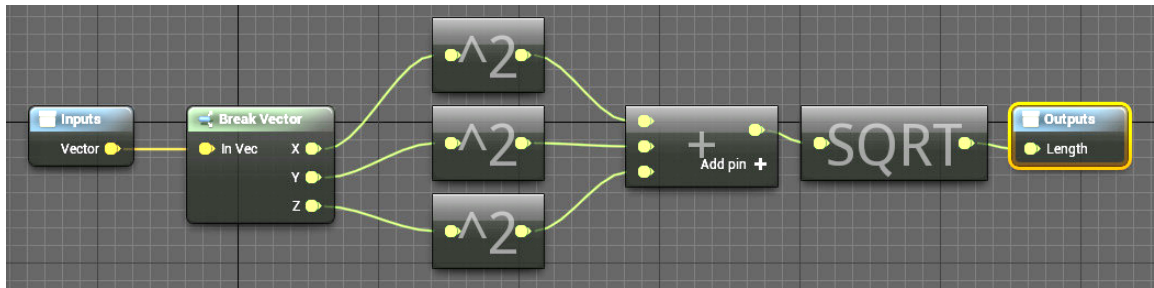 Inputs
Vector
Break Vector
In Vec
X
Y
Z
^2
^2
^2
+
Add pin +
SQRT
Outputs
Length